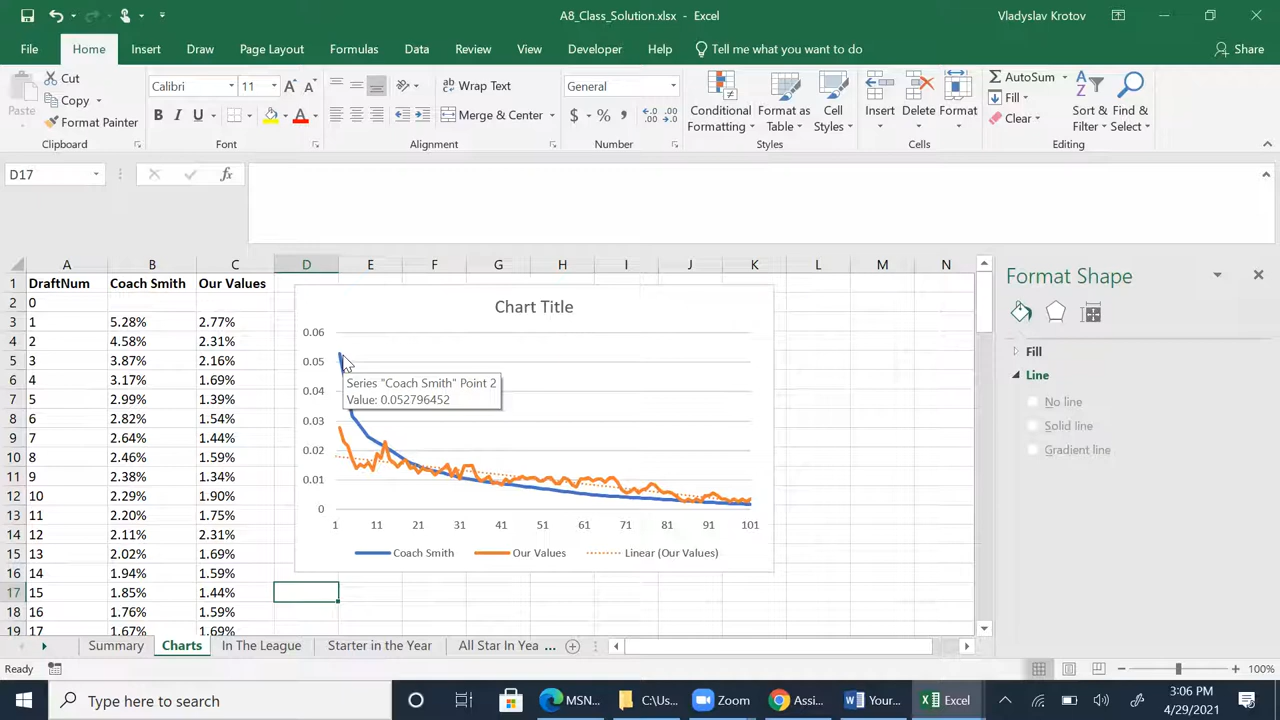 A8_Class_Solution.xlsx - Excel
Vladyslav Krotov
File Home Insert Draw Page Layout Formulas Data Review View Developer Help Tell me what you want to do Share
Paste
Cut
Copy
Format Painter
Clipboard
Calibri 11
B I U
Font
Wrap Text
Merge & Center
Alignment
General
$ % ,
Number
Conditional Formatting
Format as Table
Cell Styles
Styles
Insert
Delete
Format
Cells
AutoSum
Fill
Clear
Sort & Filter
Find & Select
Editing
D17
fx
A B C D E F G H I J K L M N
1 DraftNum Coach Smith Our Values
2 0
3 1 5.28% 2.77%
4 2 4.58% 2.31%
5 3 3.87% 2.16%
6 4 3.17% 1.69%
7 5 2.99% 1.39%
8 6 2.82% 1.54%
9 7 2.64% 1.44%
10 8 2.46% 1.59%
11 9 2.38% 1.34%
12 10 2.29% 1.90%
13 11 2.20% 1.75%
14 12 2.11% 2.31%
15 13 2.02% 1.69%
16 14 1.94% 1.59%
17 15 1.85% 1.44%
18 16 1.76% 1.59%
19 17 1.67% 1.69%
Chart Title
0.06
0.05
0.04
0.03
0.02
0.01
0
1 11 21 31 41 51 61 71 81 91 101
Series "Coach Smith" Point 2
Value: 0.052796452
Coach Smith Our Values Linear (Our Values)
Format Shape
Fill
Line
No line
Solid line
Gradient line
Summary Charts In The League Starter in the Year All Star In Yea ...
Ready
100%
Type here to search
MSN...
C:\Us...
Zoom
Assi...
Your...
Excel
3:06 PM
4/29/2021